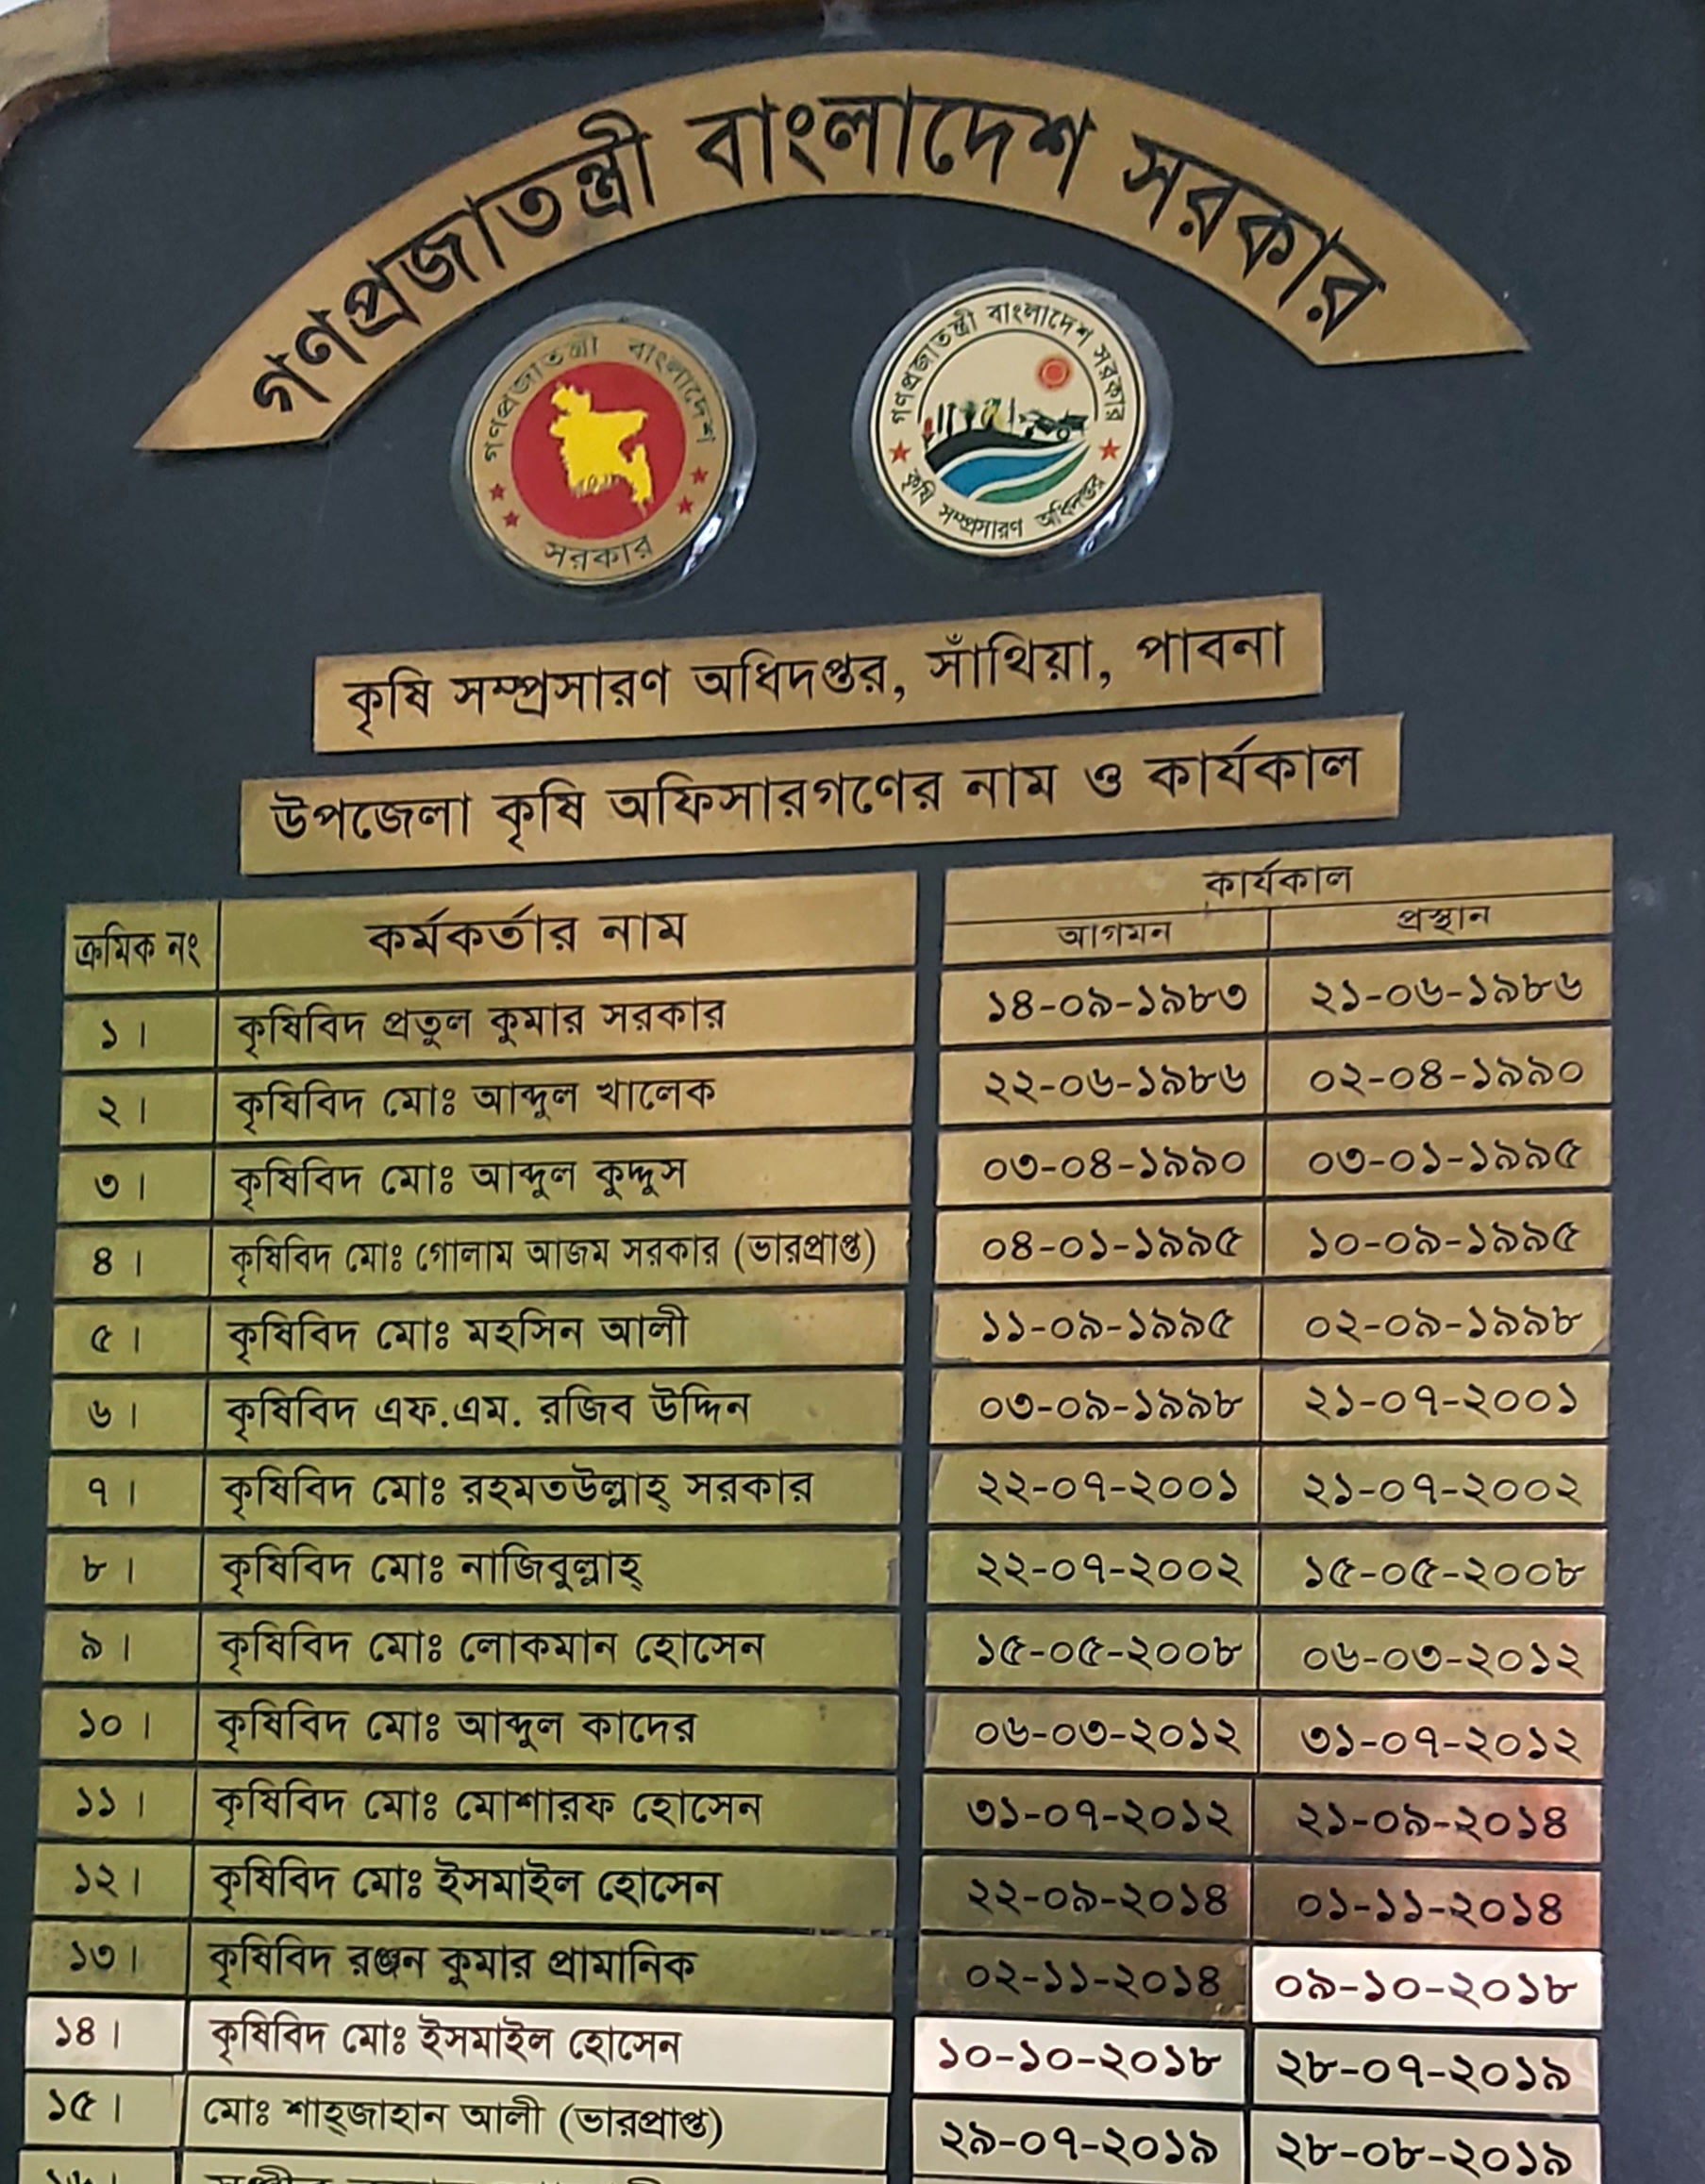 গণপ্রজাতন্ত্রী বাংলাদেশ সরকার
গণপ্রজাতন্ত্রী বাংলাদেশ
সরকার
গণপ্রজাতন্ত্রী বাংলাদেশ সরকার
কৃষি সম্প্রসারণ অধিদপ্তর
কৃষি সম্প্রসারণ অধিদপ্তর, সাঁথিয়া, পাবনা
উপজেলা কৃষি অফিসারগণের নাম ও কার্যকাল
ক্রমিক নং কর্মকর্তার নাম কার্যকাল
আগমন প্রস্থান
১। কৃষিবিদ প্রতুল কুমার সরকার ১৪-০৯-১৯৮৩ ২১-০৬-১৯৮৬
২। কৃষিবিদ মোঃ আব্দুল খালেক ২২-০৬-১৯৮৬ ০২-০৪-১৯৯০
৩। কৃষিবিদ মোঃ আব্দুল কুদ্দুস ০৩-০৪-১৯৯০ ০৩-০১-১৯৯৫
৪। কৃষিবিদ মোঃ গোলাম আজম সরকার (ভারপ্রাপ্ত) ০৪-০১-১৯৯৫ ১০-০৯-১৯৯৫
৫। কৃষিবিদ মোঃ মহসিন আলী ১১-০৯-১৯৯৫ ০২-০৯-১৯৯৮
৬। কৃষিবিদ এফ.এম. রজিব উদ্দিন ০৩-০৯-১৯৯৮ ২১-০৭-২০০১
৭। কৃষিবিদ মোঃ রহমতউল্লাহ্ সরকার ২২-০৭-২০০১ ২১-০৭-২০০২
৮। কৃষিবিদ মোঃ নাজিবুল্লাহ্ ২২-০৭-২০০২ ১৫-০৫-২০০৮
৯। কৃষিবিদ মোঃ লোকমান হোসেন ১৫-০৫-২০০৮ ০৬-০৩-২০১২
১০। কৃষিবিদ মোঃ আব্দুল কাদের ০৬-০৩-২০১২ ৩১-০৭-২০১২
১১। কৃষিবিদ মোঃ মোশারফ হোসেন ৩১-০৭-২০১২ ২১-০৯-২০১৪
১২। কৃষিবিদ মোঃ ইসমাইল হোসেন ২২-০৯-২০১৪ ০১-১১-২০১৪
১৩। কৃষিবিদ রঞ্জন কুমার প্রামানিক ০২-১১-২০১৪ ০৯-১০-২০১৮
১৪। কৃষিবিদ মোঃ ইসমাইল হোসেন ১০-১০-২০১৮ ২৮-০৭-২০১৯
১৫। মোঃ শাহ্জাহান আলী (ভারপ্রাপ্ত) ২৯-০৭-২০১৯ ২৮-০৮-২০১৯
১৬।